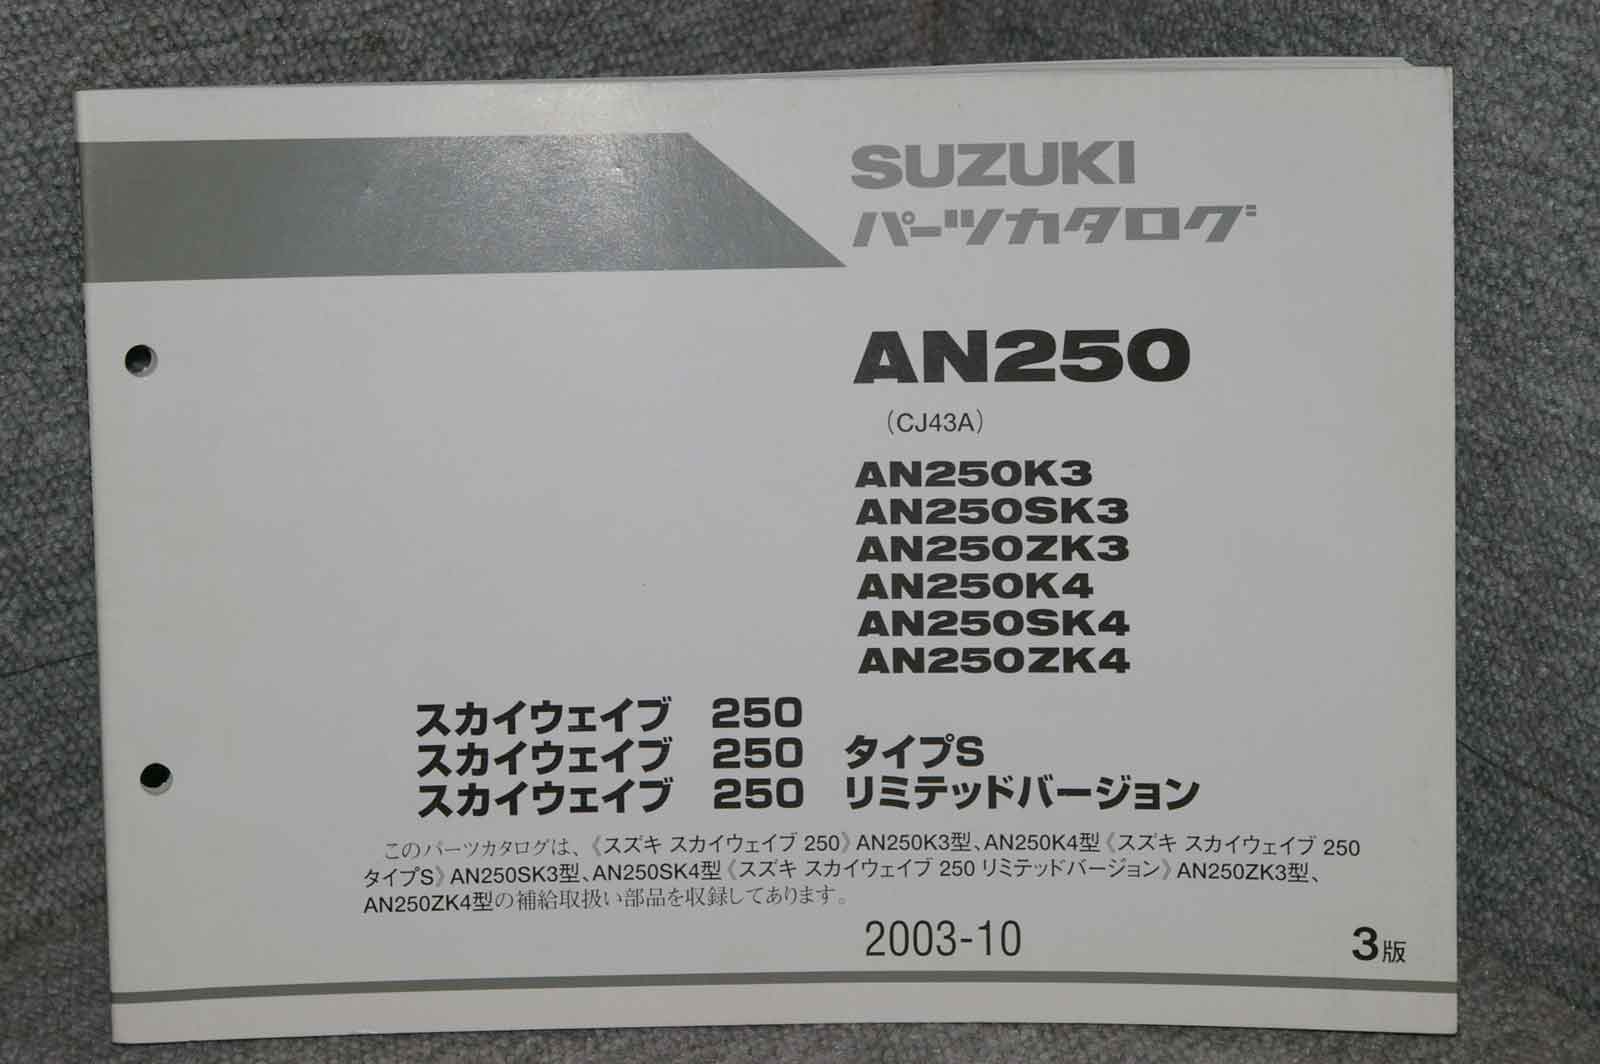 SUZUKI
パーツカタログ
AN250
(CJ43A)
AN250K3
AN250SK3
AN250ZK3
AN250K4
AN250SK4
AN250ZK4
スカイウェイブ 250
スカイウェイブ 250 タイプS
スカイウェイブ 250 リミテッドバージョン
このパーツカタログは、《スズキ スカイウェイブ 250》AN250K3型、AN250K4型《スズキ スカイウェイブ 250
タイプS》AN250SK3型、AN250SK4型《スズキ スカイウェイブ 250 リミテッドバージョン》AN250ZK3型、
AN250ZK4型の補給取扱い部品を収録してあります。
2003-10
3版